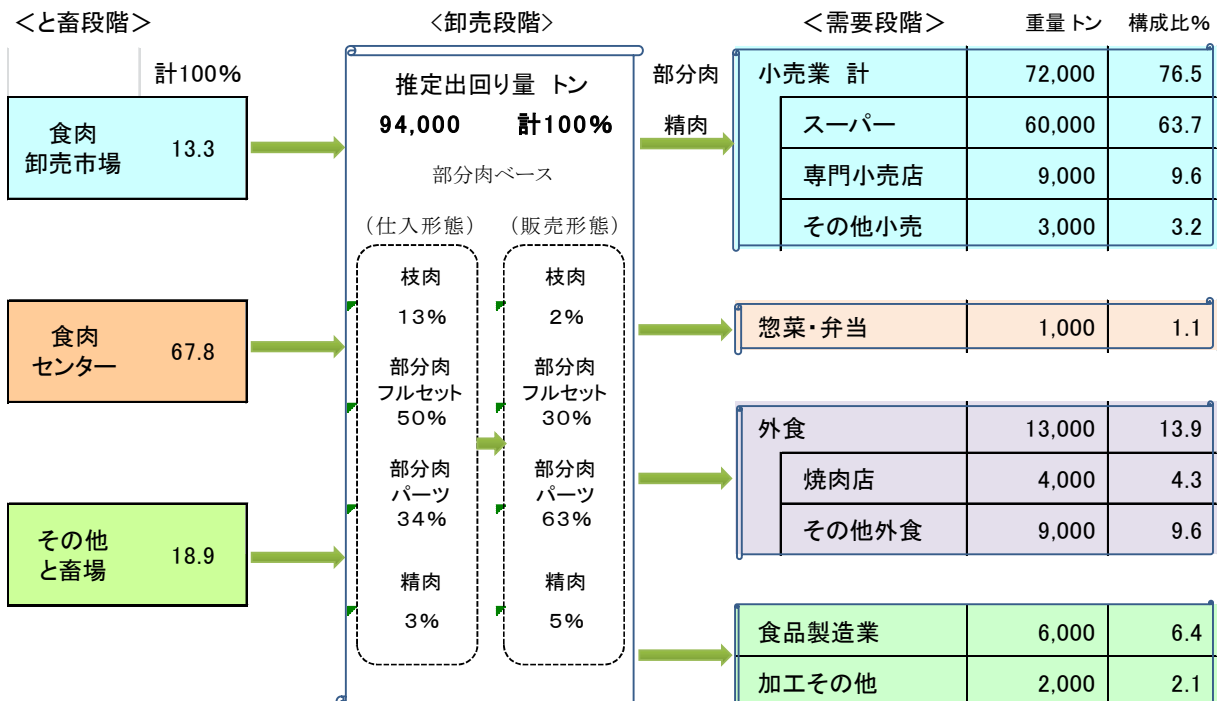 <と畜段階>
計100%
食肉
卸売市場
13.3
食肉
センター
67.8
その他
と畜場
18.9
<卸売段階>
推定出回り量 トン
94,000 計100%
部分肉ベース
(仕入形態) (販売形態)
枝肉
13%
部分肉
フルセット
50%
部分肉
パーツ
34%
精肉
3%
枝肉
2%
部分肉
フルセット
30%
部分肉
パーツ
63%
精肉
5%
部分肉
精肉
<需要段階> 重量トン 構成比%
小売業 計 72,000 76.5
スーパー 60,000 63.7
専門小売店 9,000 9.6
その他小売 3,000 3.2
惣菜・弁当 1,000 1.1
外食 13,000 13.9
焼肉店 4,000 4.3
その他外食 9,000 9.6
食品製造業 6,000 6.4
加工その他 2,000 2.1